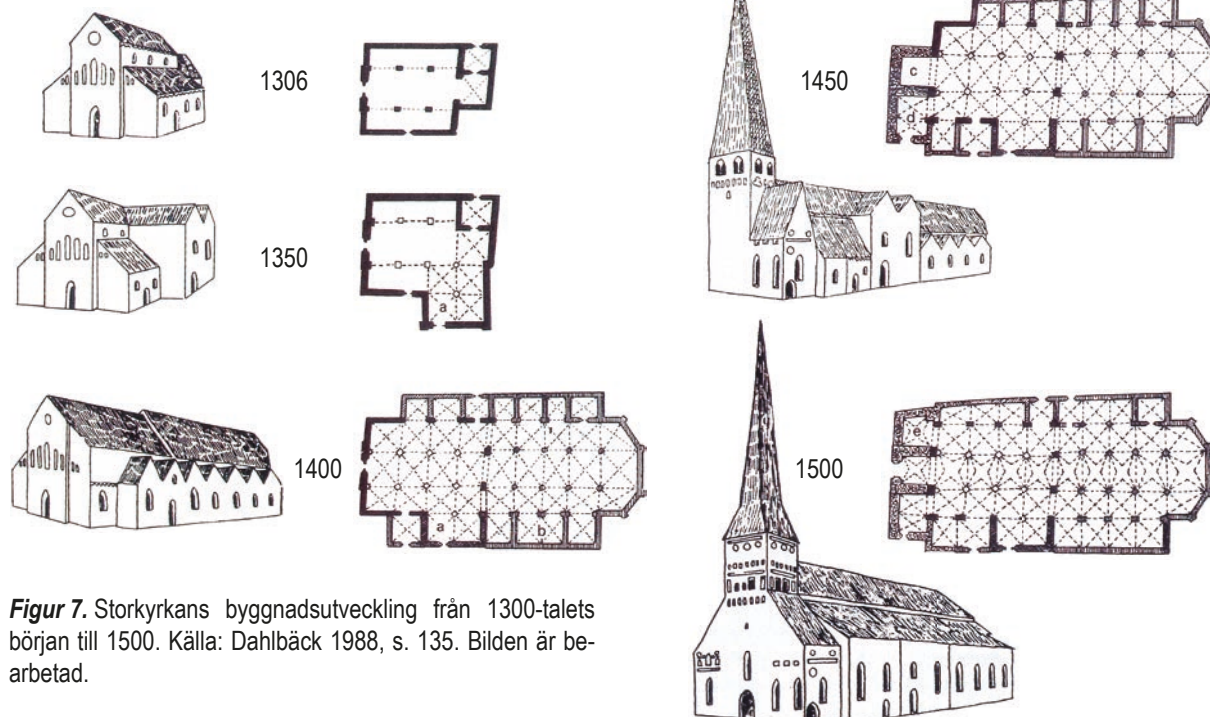 1306
1350
a
1400
a
b
1450
c
d
1500
e
Figur 7. Storkyrkans byggnadsutveckling från 1300-talets
början till 1500. Källa: Dahlbäck 1988, s. 135. Bilden är be-
arbetad.